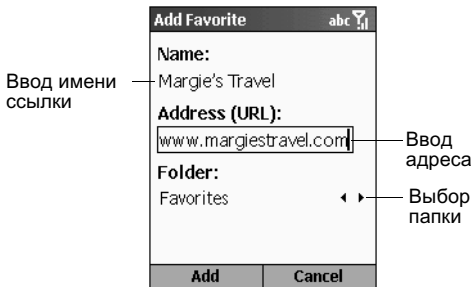 Add Favorite abc
Name:
Ввод имени
ссылки
Margie's Travel
Address (URL):
www.margiestravel.com
Ввод
адреса
Folder:
Favorites
Выбор
папки
Add Cancel